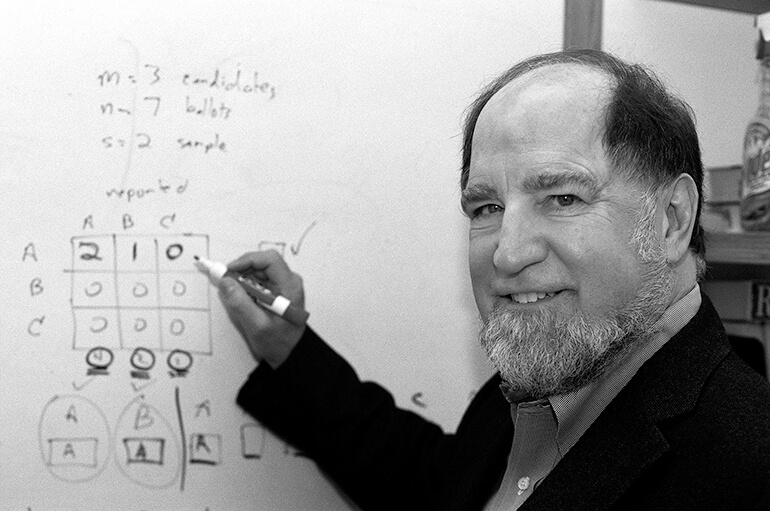 m = 3 candidates
n = 7 ballots
s = 2 sample
reported
A B C
A 2 1 0
B 0 0 0
C 0 0 0
A B A
A A A